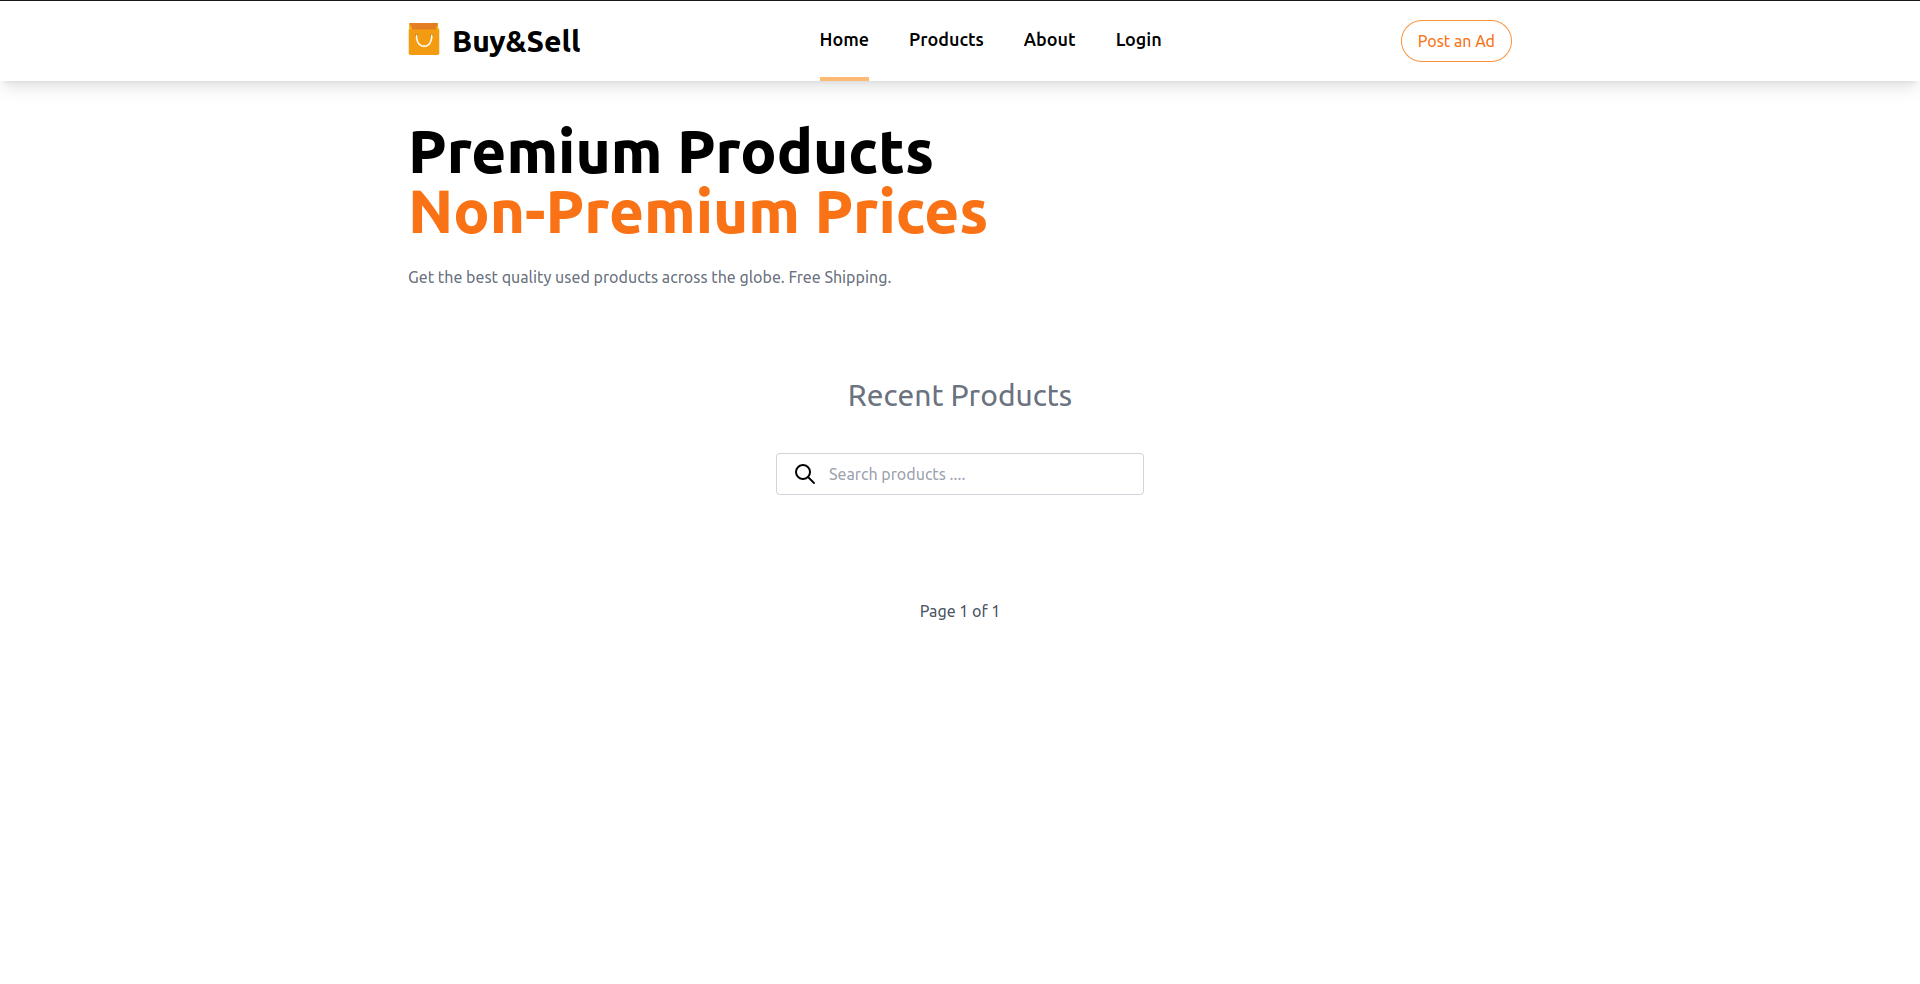 Buy&Sell
Home Products About Login
Post an Ad
Premium Products
Non-Premium Prices
Get the best quality used products across the globe. Free Shipping.
Recent Products
Search products ....
Page 1 of 1